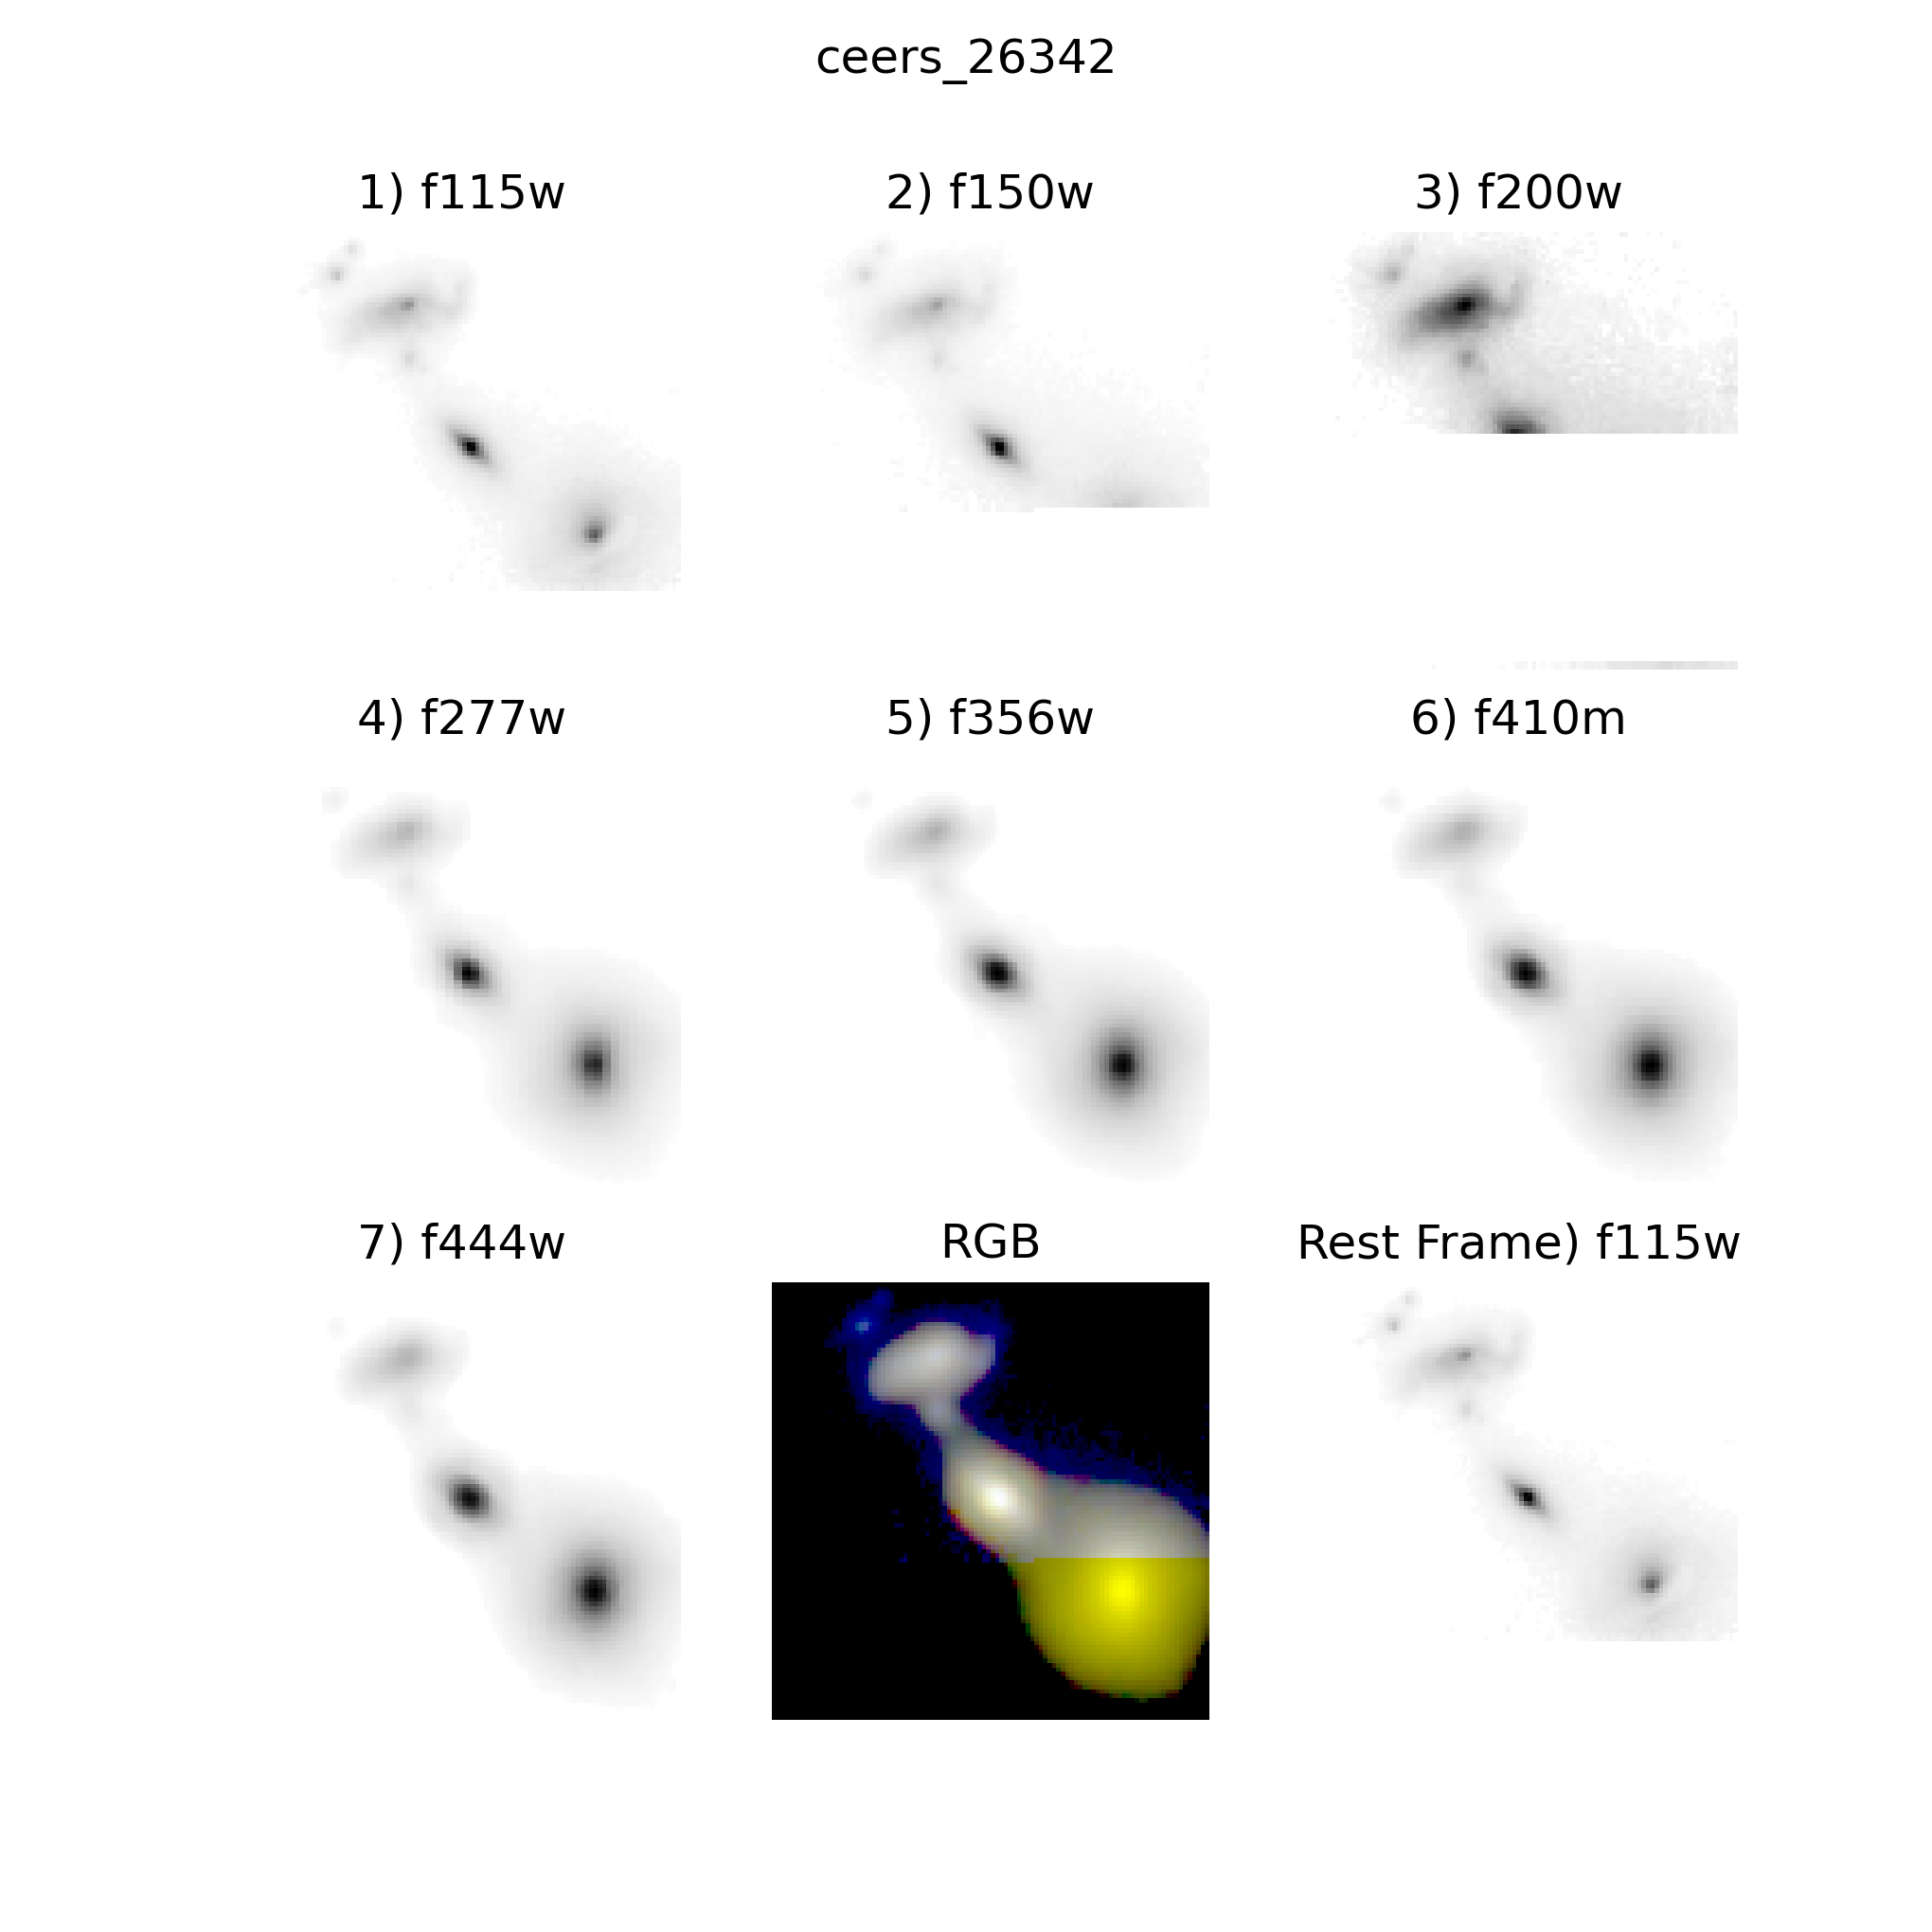 ceers_26342
1) f115w
2) f150w
3) f200w
4) f277w
5) f356w
6) f410m
7) f444w
RGB
Rest Frame) f115w